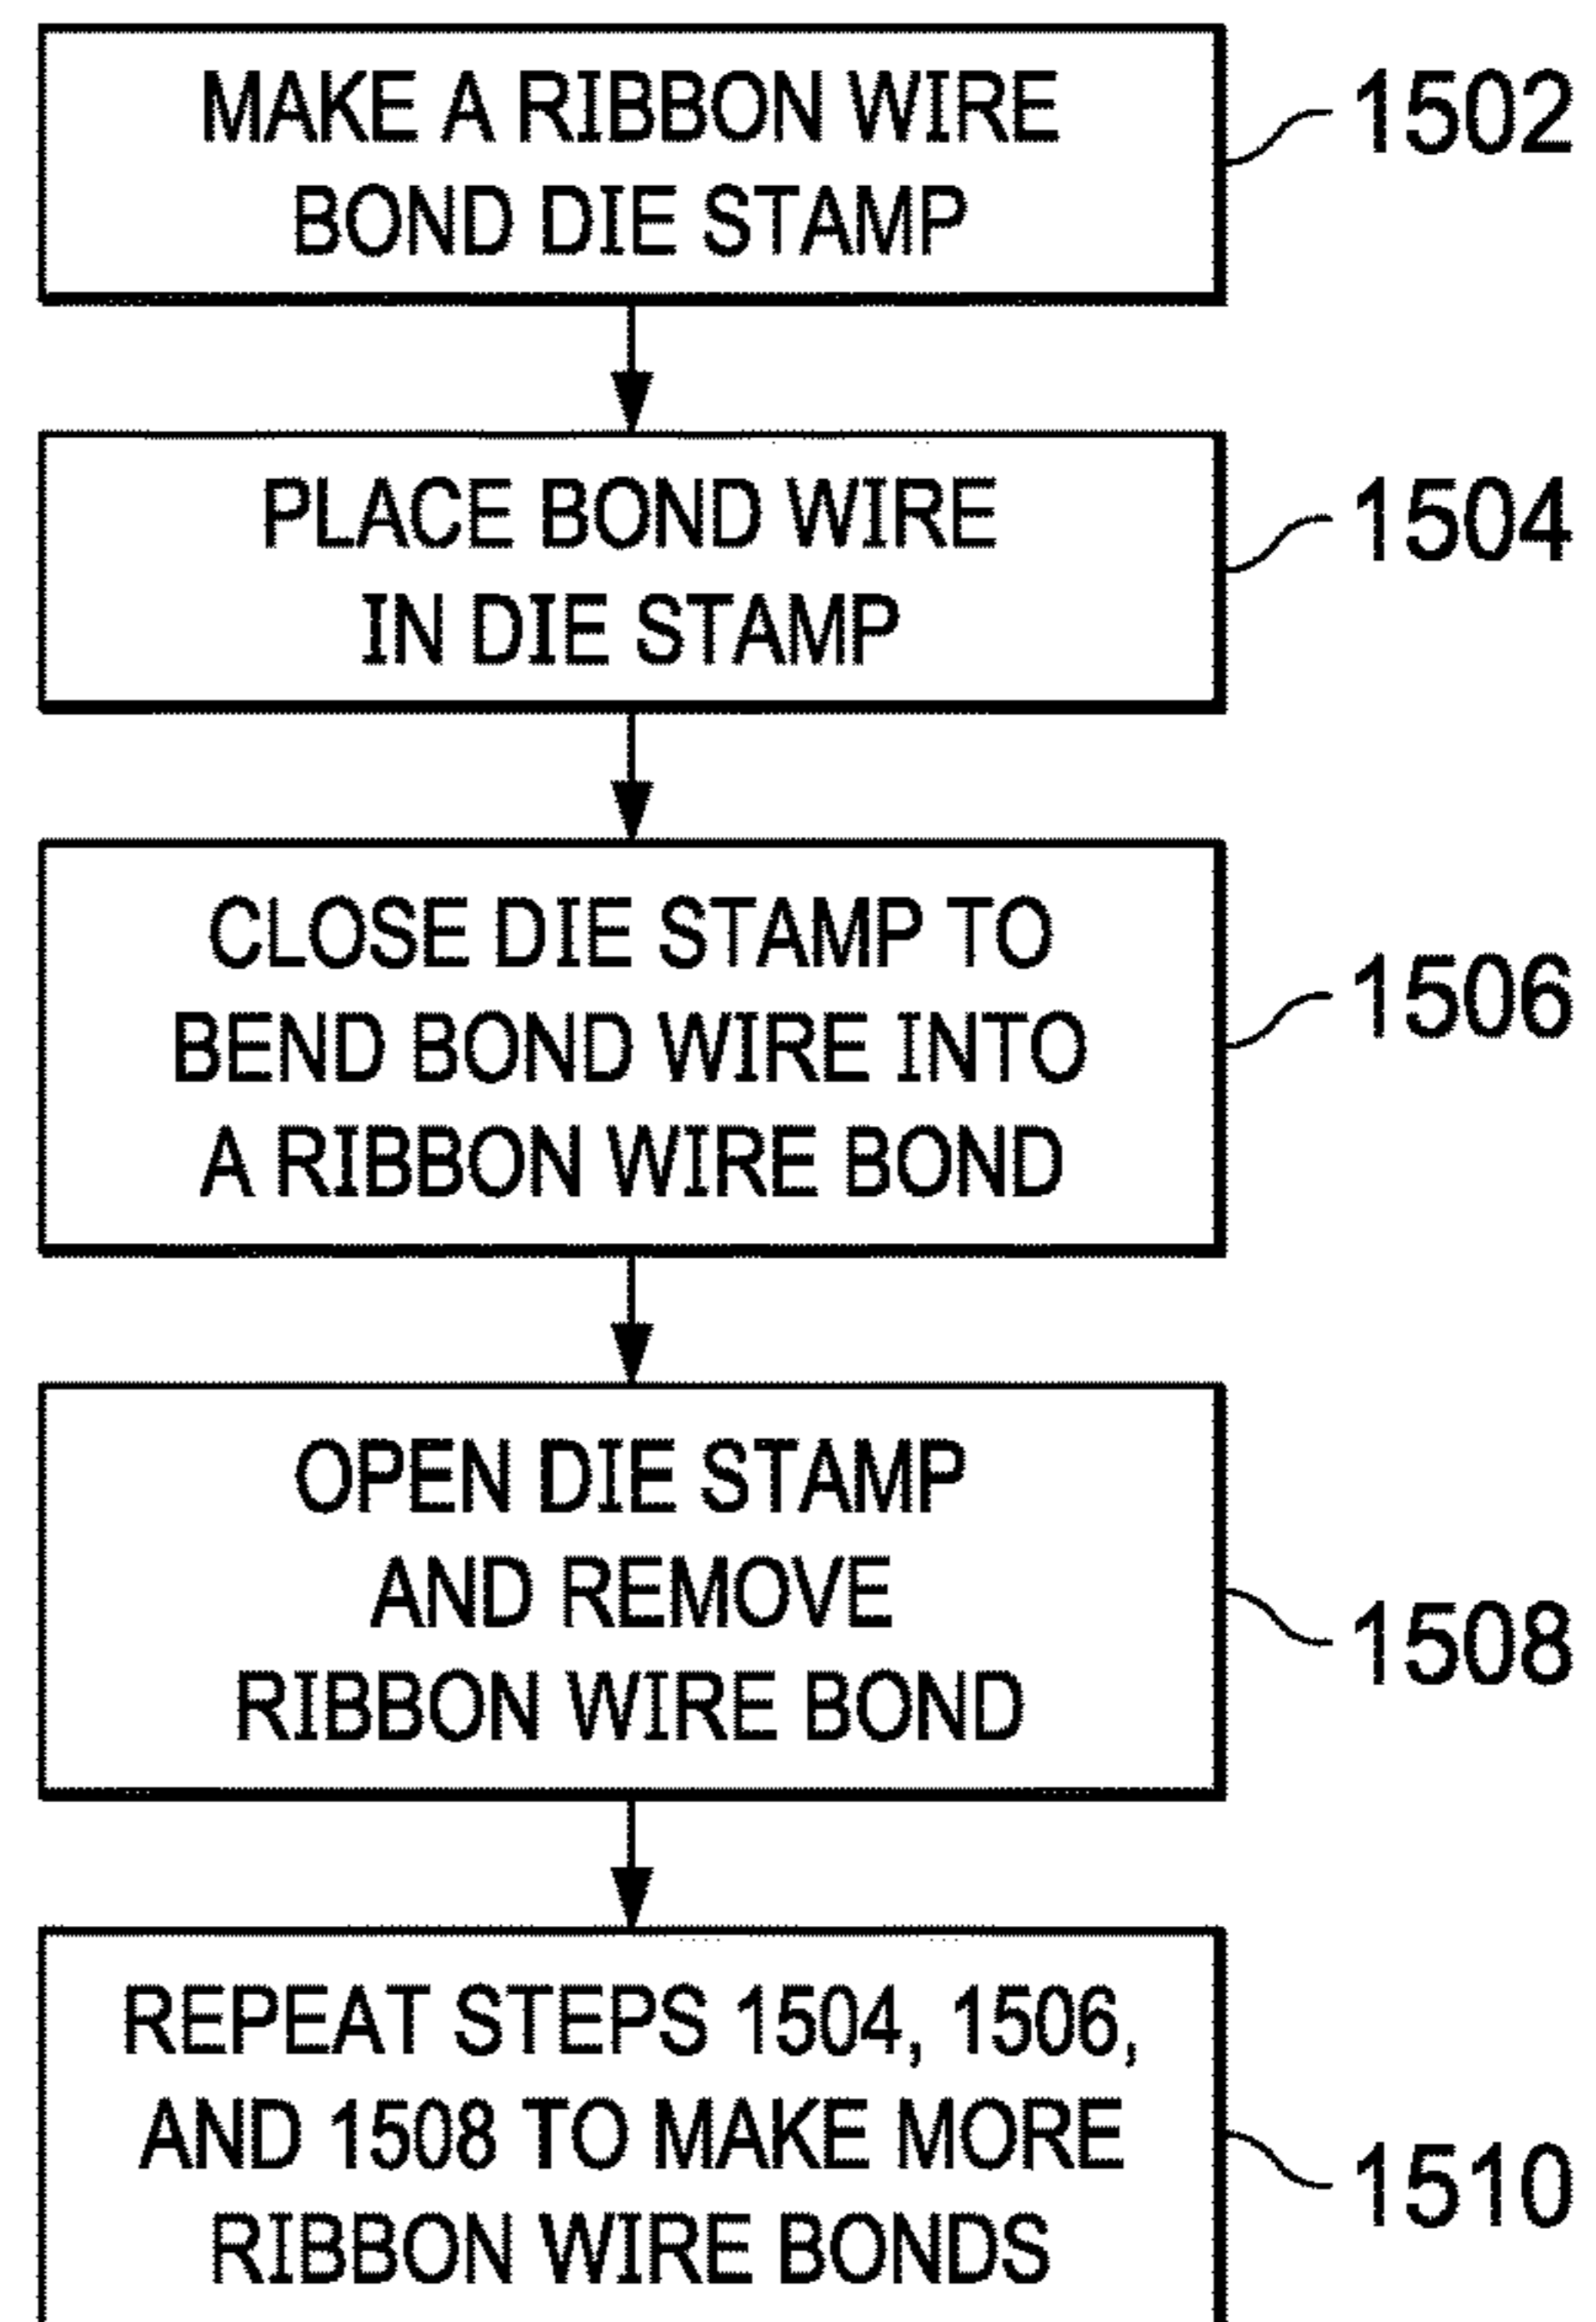 MAKE A RIBBON WIRE
BOND DIE STAMP
1502
PLACE BOND WIRE
IN DIE STAMP
1504
CLOSE DIE STAMP TO
BEND BOND WIRE INTO
A RIBBON WIRE BOND
1506
OPEN DIE STAMP
AND REMOVE
RIBBON WIRE BOND
1508
REPEAT STEPS 1504, 1506,
AND 1508 TO MAKE MORE
RIBBON WIRE BONDS
1510